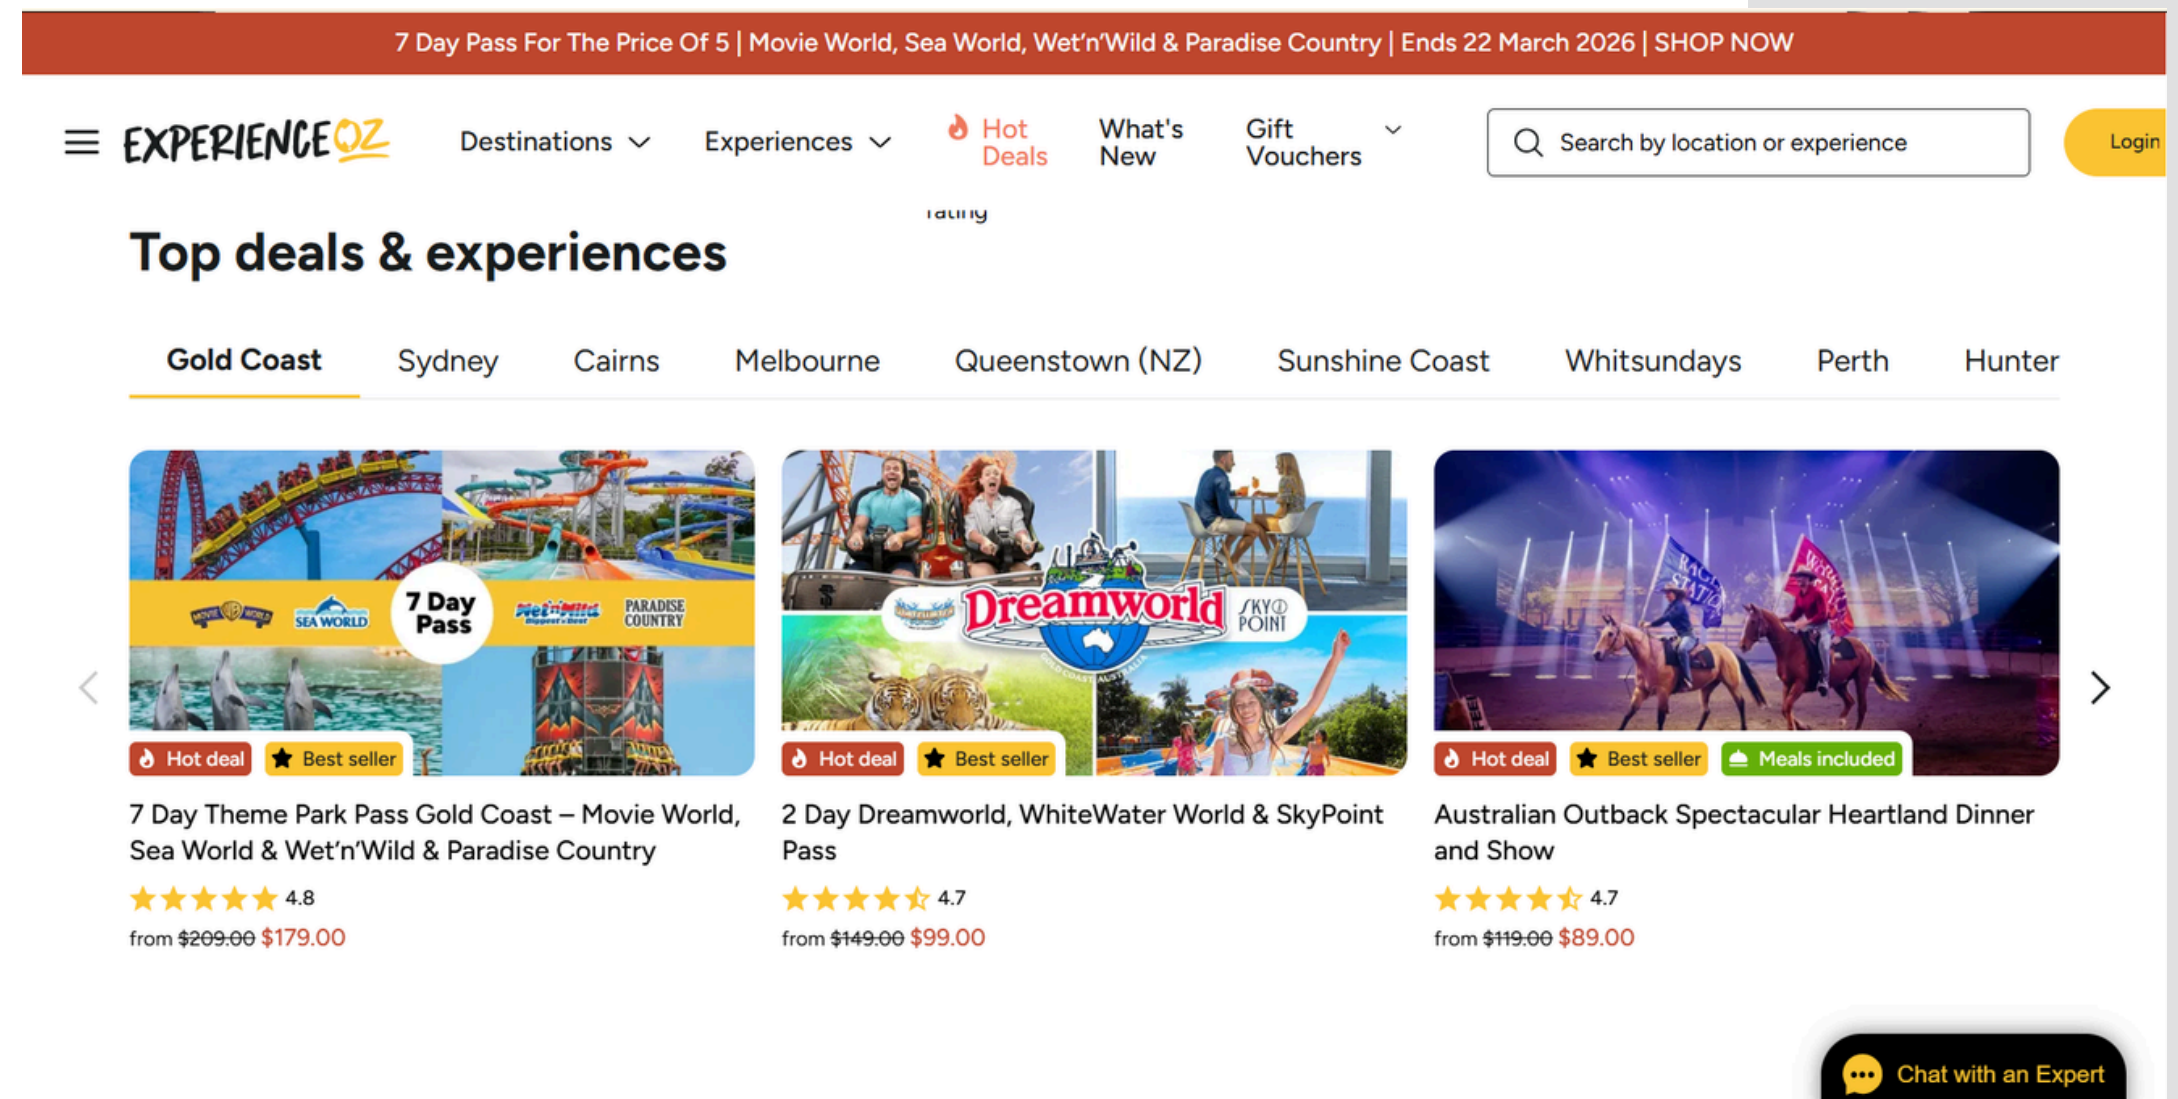 7 Day Pass For The Price Of 5 | Movie World, Sea World, Wet'n'Wild & Paradise Country | Ends 22 March 2026 | SHOP NOW
EXPERIENCE OZ
Destinations
Experiences
Hot
Deals
What's
New
Gift
Vouchers
Search by location or experience
Login
rating
Top deals & experiences
Gold Coast
Sydney
Cairns
Melbourne
Queenstown (NZ)
Sunshine Coast
Whitsundays
Perth
Hunter
MOVIE WORLD
SEA WORLD
7 Day
Pass
Wet'n'Wild
PARADISE
COUNTRY
Hot deal
Best seller
7 Day Theme Park Pass Gold Coast – Movie World,
Sea World & Wet'n'Wild & Paradise Country
4.8
from $209.00 $179.00
Dreamworld
GOLD COAST AUSTRALIA
SKY
POINT
Hot deal
Best seller
2 Day Dreamworld, WhiteWater World & SkyPoint
Pass
4.7
from $149.00 $99.00
Hot deal
Best seller
Meals included
Australian Outback Spectacular Heartland Dinner
and Show
4.7
from $119.00 $89.00
Chat with an Expert